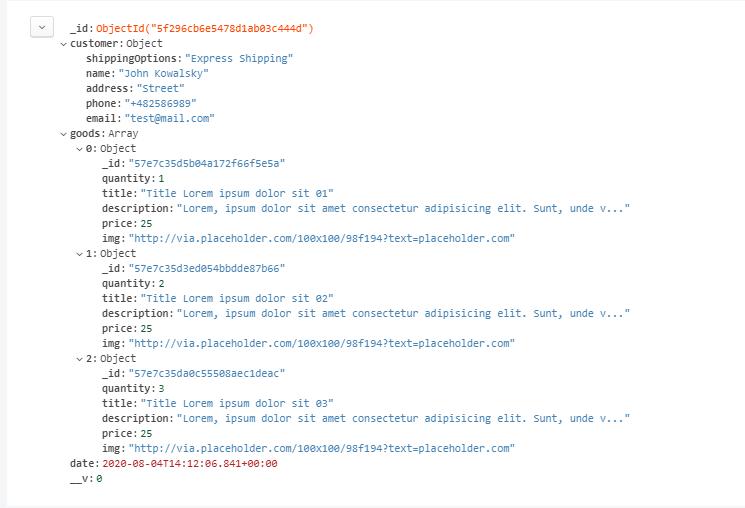 _id: ObjectId("5f296cb6e5478d1ab03c444d")
customer: Object
shippingOptions: "Express Shipping"
name: "John Kowalsky"
address: "Street"
phone: "+482586989"
email: "test@mail.com"
goods: Array
0: Object
_id: "57e7c35d5b04a172f66f5e5a"
quantity: 1
title: "Title Lorem ipsum dolor sit 01"
description: "Lorem, ipsum dolor sit amet consectetur adipisicing elit. Sunt, unde v..."
price: 25
img: "http://via.placeholder.com/100x100/98f194?text=placeholder.com"
1: Object
_id: "57e7c35d3ed054bbdde87b66"
quantity: 2
title: "Title Lorem ipsum dolor sit 02"
description: "Lorem, ipsum dolor sit amet consectetur adipisicing elit. Sunt, unde v..."
price: 25
img: "http://via.placeholder.com/100x100/98f194?text=placeholder.com"
2: Object
_id: "57e7c35da0c55508aec1deac"
quantity: 3
title: "Title Lorem ipsum dolor sit 03"
description: "Lorem, ipsum dolor sit amet consectetur adipisicing elit. Sunt, unde v..."
price: 25
img: "http://via.placeholder.com/100x100/98f194?text=placeholder.com"
date: 2020-08-04T14:12:06.841+00:00
__v: 0